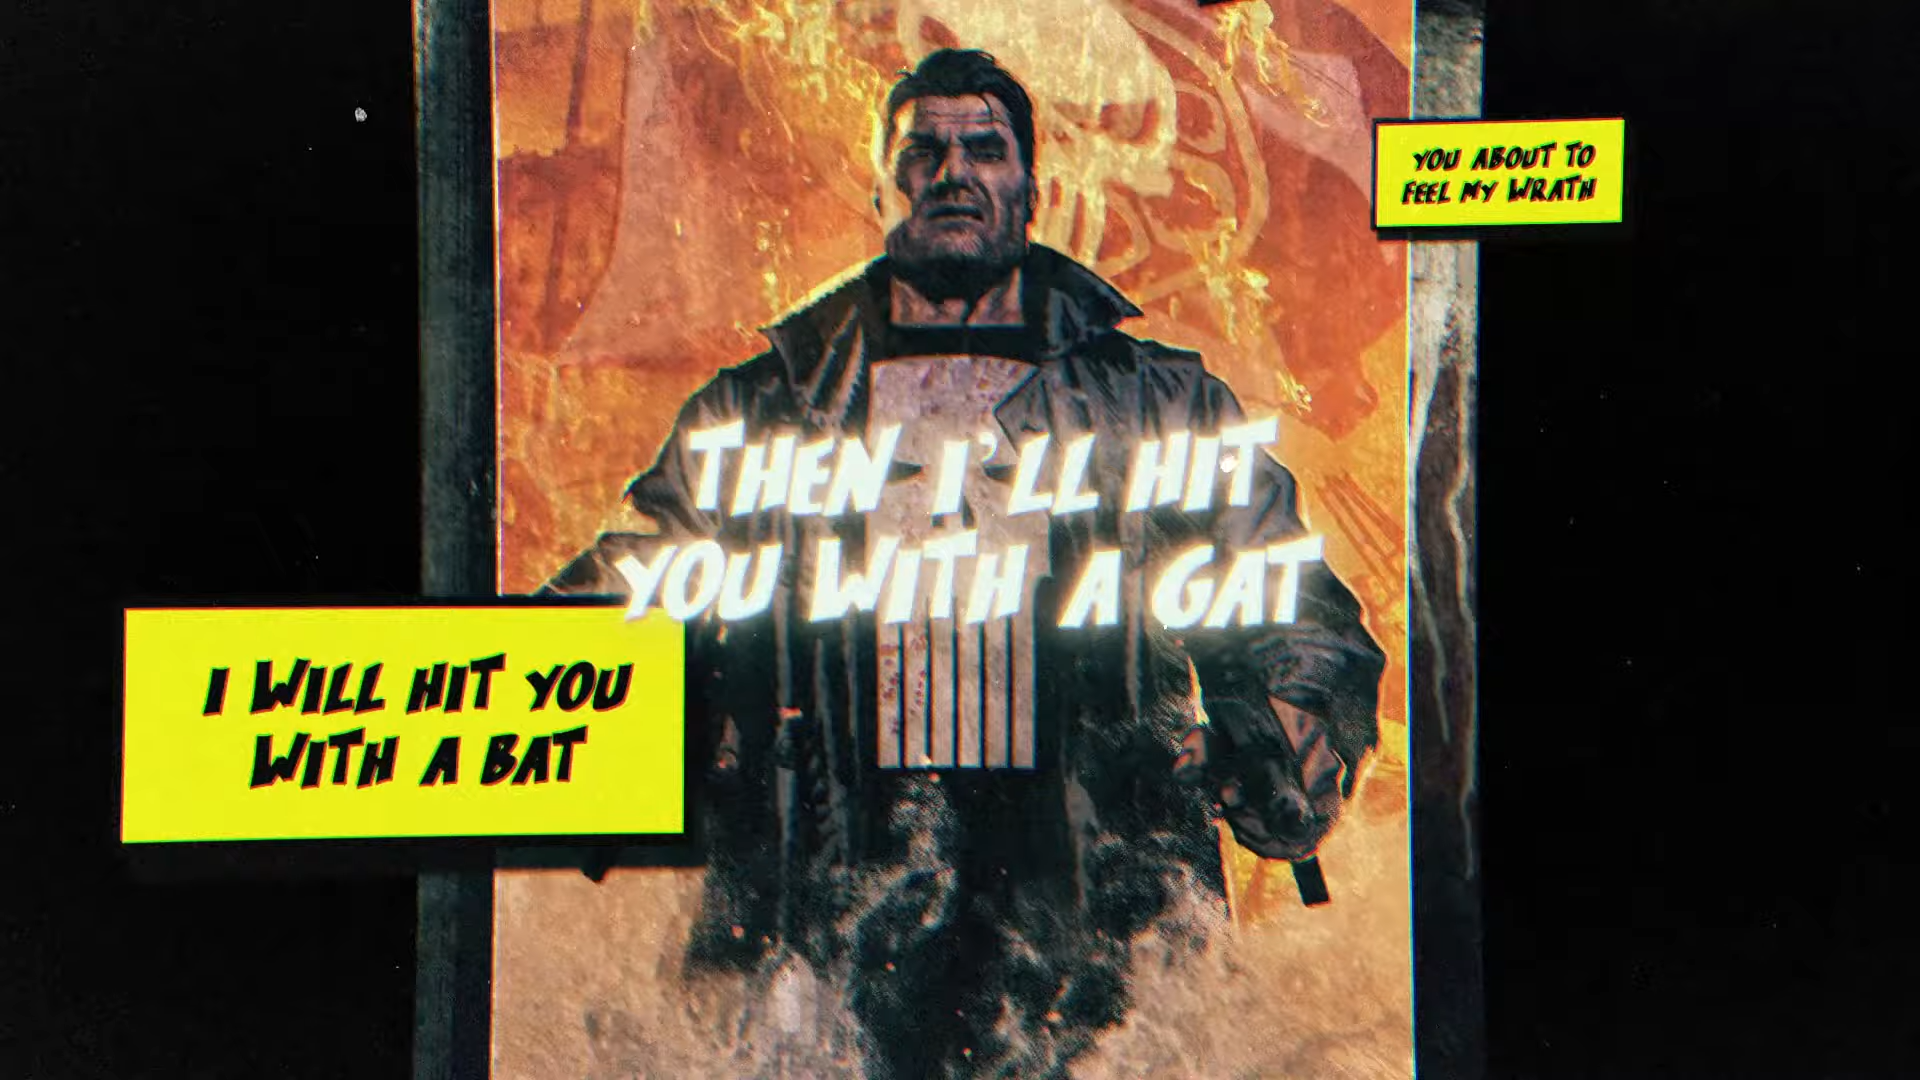 YOU ABOUT TO
FEEL MY WRATH
THEN I'LL HIT
YOU WITH A GAT
I WILL HIT YOU
WITH A BAT